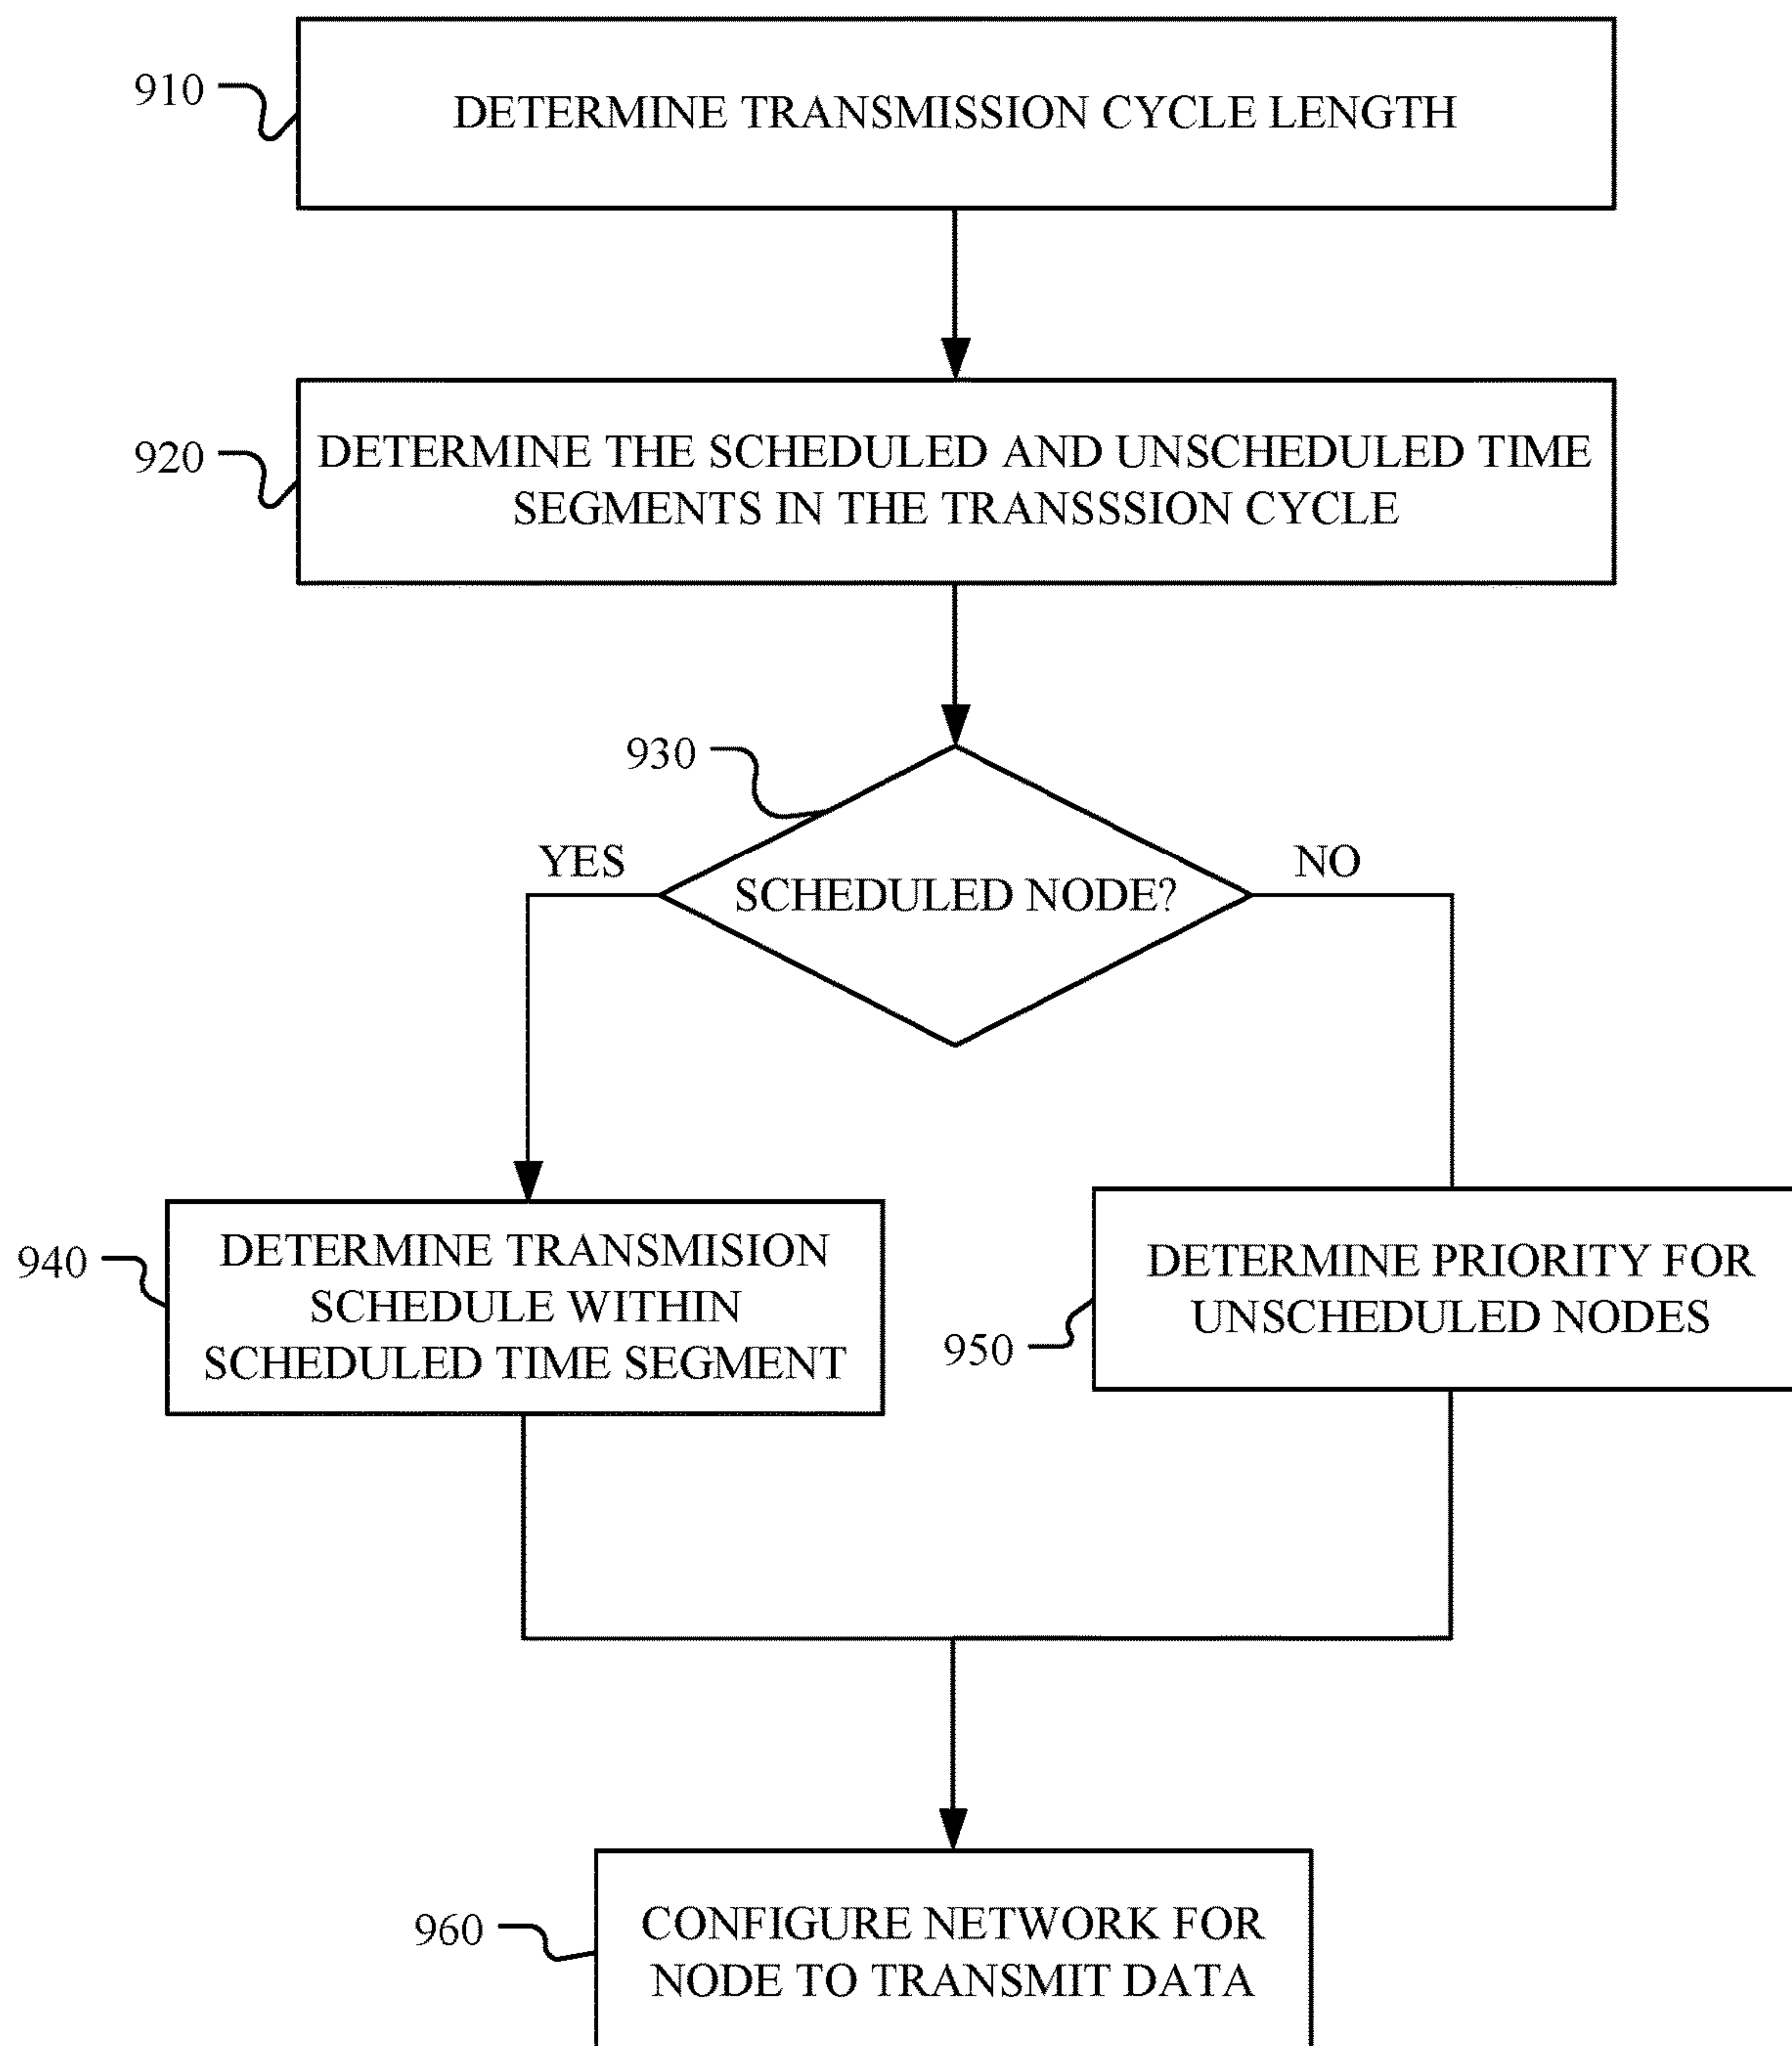 910
DETERMINE TRANSMISSION CYCLE LENGTH
920
DETERMINE THE SCHEDULED AND UNSCHEDULED TIME
SEGMENTS IN THE TRANSSSION CYCLE
930
YES
NO
SCHEDULED NODE?
940
DETERMINE TRANSMISION
SCHEDULE WITHIN
SCHEDULED TIME SEGMENT
950
DETERMINE PRIORITY FOR
UNSCHEDULED NODES
960
CONFIGURE NETWORK FOR
NODE TO TRANSMIT DATA